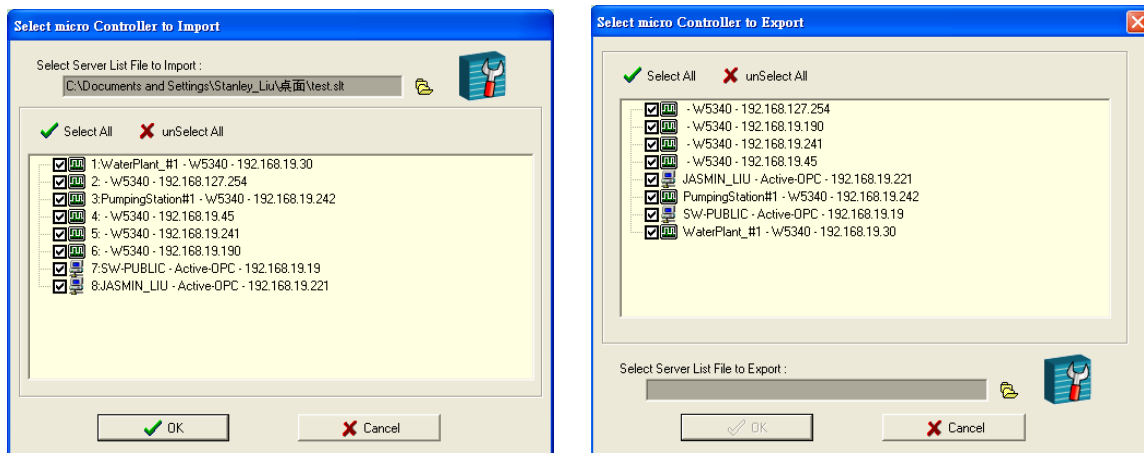 Select micro Controller to Import
Select Server List File to Import :
C:\Documents and Settings\Stanley_Liu\桌面\test.slt
Select All
unSelect All
1:WaterPlant_#1 - W5340 - 192.168.19.30
2: - W5340 - 192.168.127.254
3:PumpingStation#1 - W5340 - 192.168.19.242
4: - W5340 - 192.168.19.45
5: - W5340 - 192.168.19.241
6: - W5340 - 192.168.19.190
7:SW-PUBLIC - Active-OPC - 192.168.19.19
8:JASMIN_LIU - Active-OPC - 192.168.19.221
OK
Cancel
Select micro Controller to Export
Select All
unSelect All
- W5340 - 192.168.127.254
- W5340 - 192.168.19.190
- W5340 - 192.168.19.241
- W5340 - 192.168.19.45
JASMIN_LIU - Active-OPC - 192.168.19.221
PumpingStation#1 - W5340 - 192.168.19.242
SW-PUBLIC - Active-OPC - 192.168.19.19
WaterPlant_#1 - W5340 - 192.168.19.30
Select Server List File to Export :
OK
Cancel